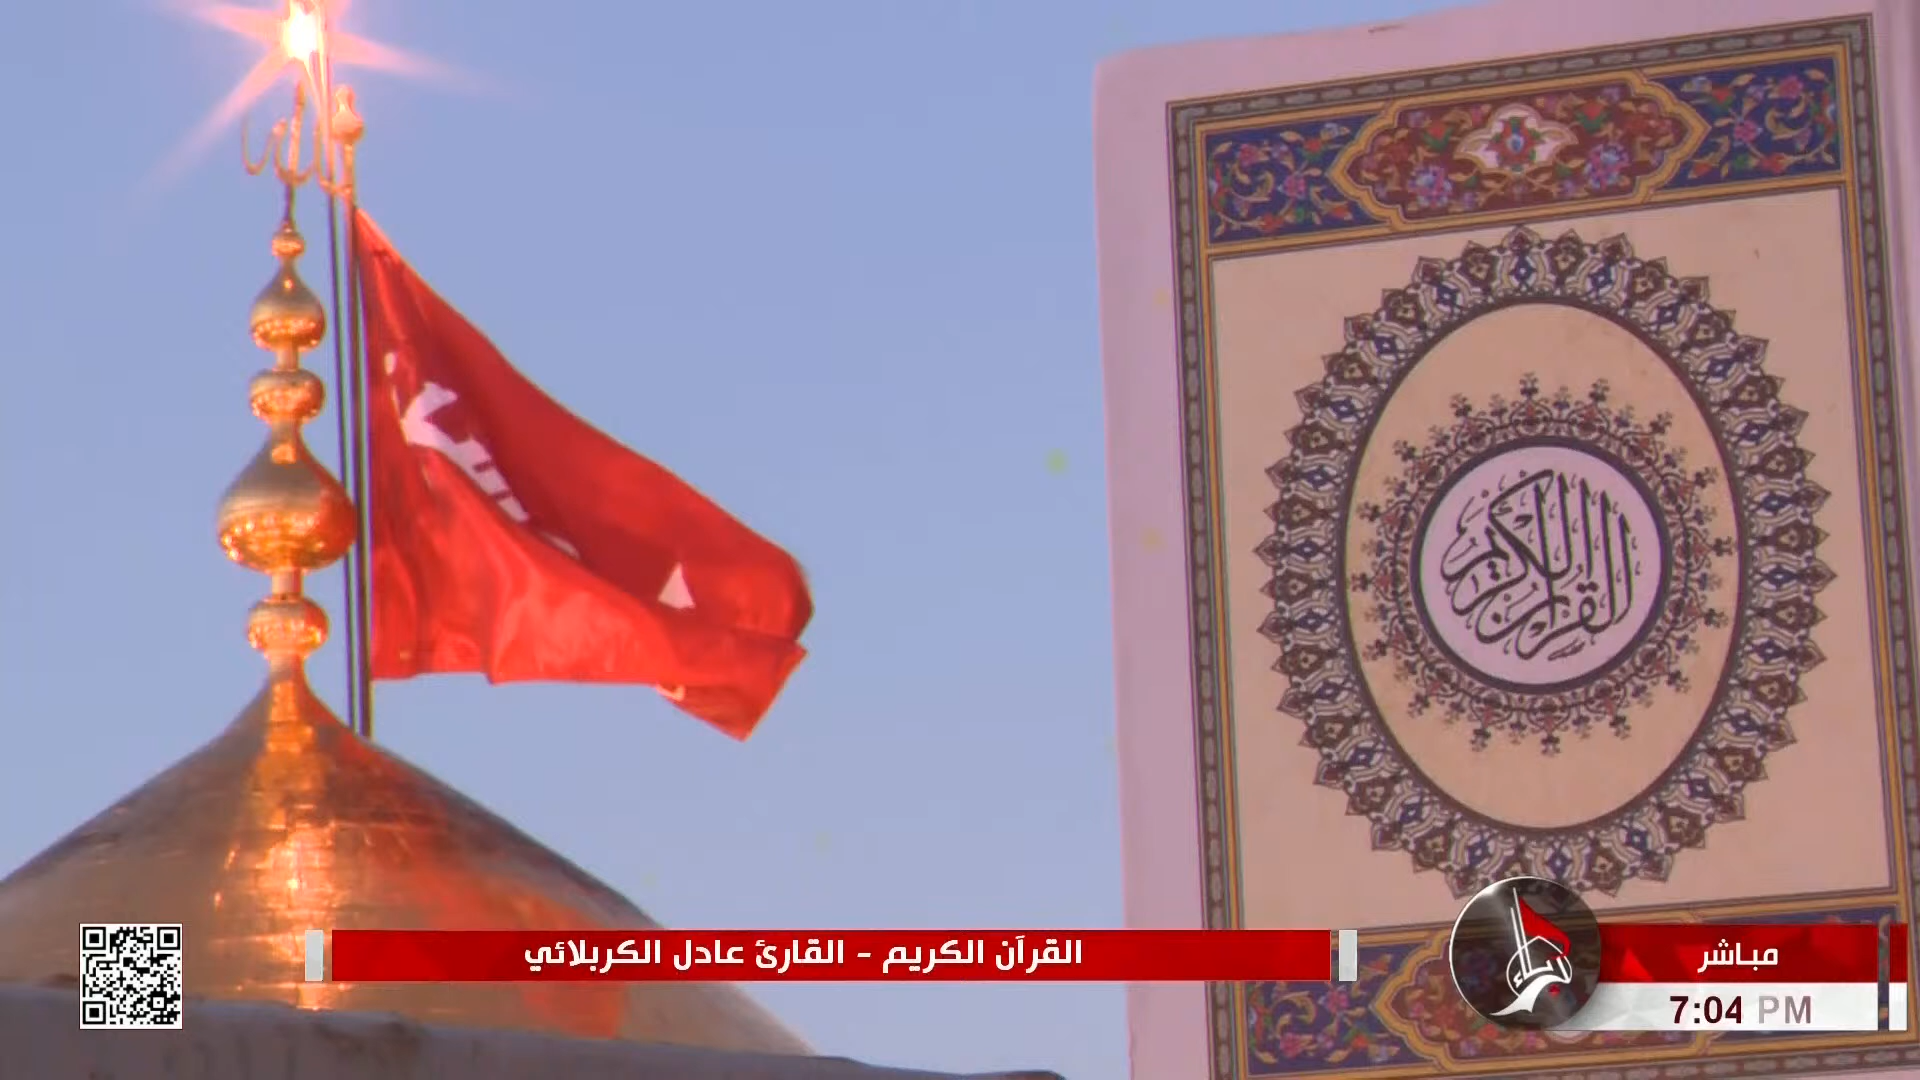 القرآن الكريم
القرآن الكريم - القارئ عادل الكربلائي
مباشر
7:04 PM